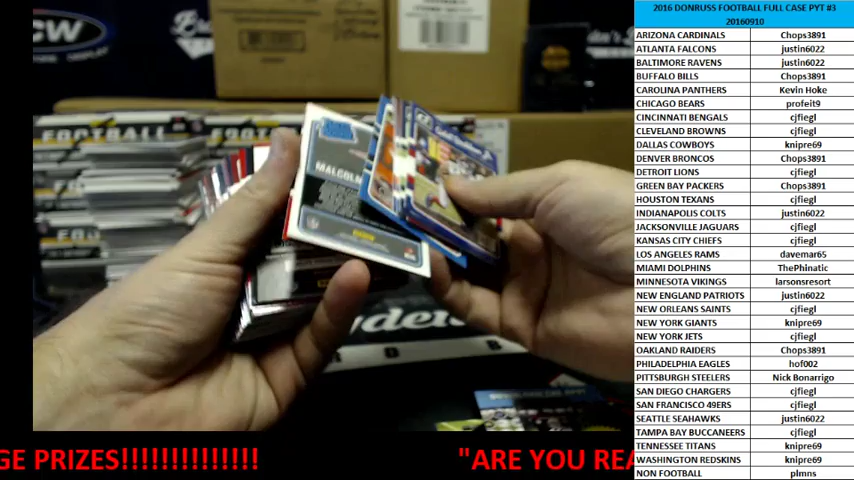 2016 DONRUSS FOOTBALL FULL CASE PYT #3
20160910
ARIZONA CARDINALS Chops3891
ATLANTA FALCONS justin6022
BALTIMORE RAVENS justin6022
BUFFALO BILLS Chops3891
CAROLINA PANTHERS Kevin Hoke
CHICAGO BEARS profeit9
CINCINNATI BENGALS cjfiegl
CLEVELAND BROWNS cjfiegl
DALLAS COWBOYS knipre69
DENVER BRONCOS Chops3891
DETROIT LIONS cjfiegl
GREEN BAY PACKERS Chops3891
HOUSTON TEXANS cjfiegl
INDIANAPOLIS COLTS justin6022
JACKSONVILLE JAGUARS cjfiegl
KANSAS CITY CHIEFS cjfiegl
LOS ANGELES RAMS davemar65
MIAMI DOLPHINS ThePhinatic
MINNESOTA VIKINGS larsonsresort
NEW ENGLAND PATRIOTS justin6022
NEW ORLEANS SAINTS cjfiegl
NEW YORK GIANTS knipre69
NEW YORK JETS cjfiegl
OAKLAND RAIDERS Chops3891
PHILADELPHIA EAGLES hof002
PITTSBURGH STEELERS Nick Bonarrigo
SAN DIEGO CHARGERS cjfiegl
SAN FRANCISCO 49ERS cjfiegl
SEATTLE SEAHAWKS justin6022
TAMPA BAY BUCCANEERS cjfiegl
TENNESSEE TITANS knipre69
WASHINGTON REDSKINS knipre69
NON FOOTBALL plmns
CW
FOOTBALL
MALCOLM
GE PRIZES!!!!!!!!!!!!!!! "ARE YOU REA